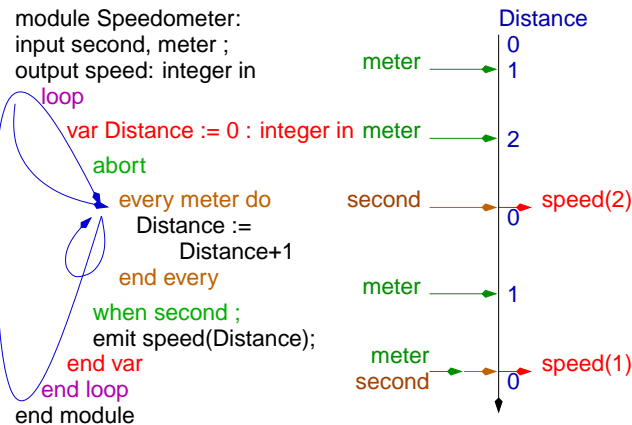 module Speedometer:
input second, meter ;
output speed: integer in
loop
var Distance := 0 : integer in
abort
every meter do
Distance :=
Distance+1
end every
when second ;
emit speed(Distance);
end var
end loop
end module
Distance
0
meter
1
meter
2
second
speed(2)
0
meter
1
meter
speed(1)
second
0